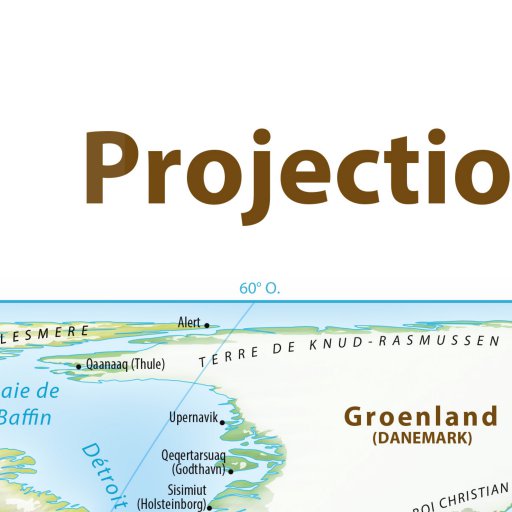 Projectio
60° O.
Alert
LESMERE
TERRE DE KNUD-RASMUSSEN
Qaanaaq (Thule)
aie de
Baffin
Groenland
(DANEMARK)
Upernavik
Détroit
Qeqertarsuaq
(Godthavn)
Sisimiut
(Holsteinborg)
ROI CHRISTIAN